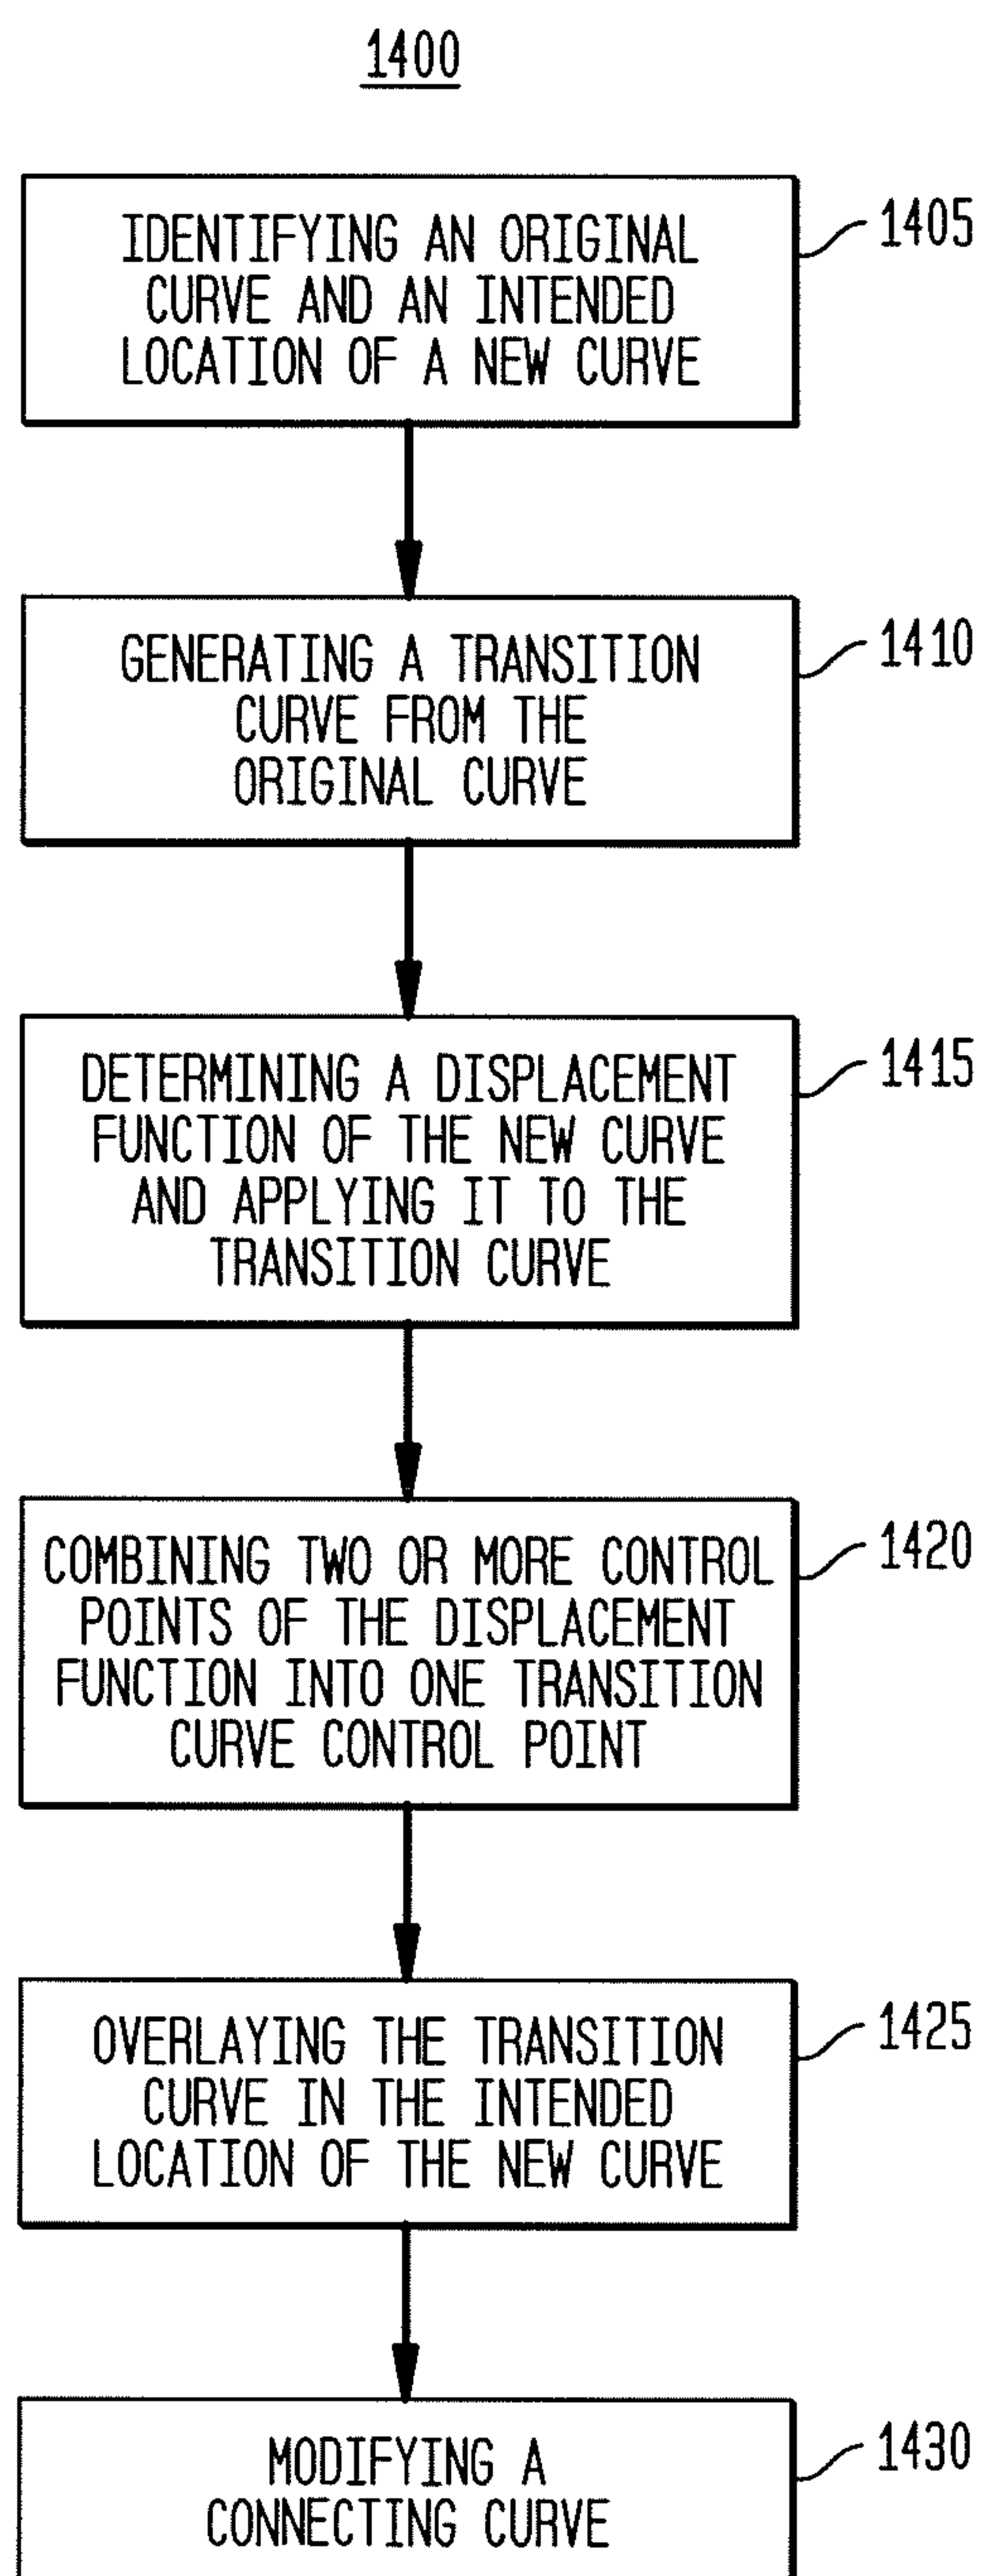 1400
IDENTIFYING AN ORIGINAL
CURVE AND AN INTENDED
LOCATION OF A NEW CURVE
1405
GENERATING A TRANSITION
CURVE FROM THE
ORIGINAL CURVE
1410
DETERMINING A DISPLACEMENT
FUNCTION OF THE NEW CURVE
AND APPLYING IT TO THE
TRANSITION CURVE
1415
COMBINING TWO OR MORE CONTROL
POINTS OF THE DISPLACEMENT
FUNCTION INTO ONE TRANSITION
CURVE CONTROL POINT
1420
OVERLAYING THE TRANSITION
CURVE IN THE INTENDED
LOCATION OF THE NEW CURVE
1425
MODIFYING A
CONNECTING CURVE
1430